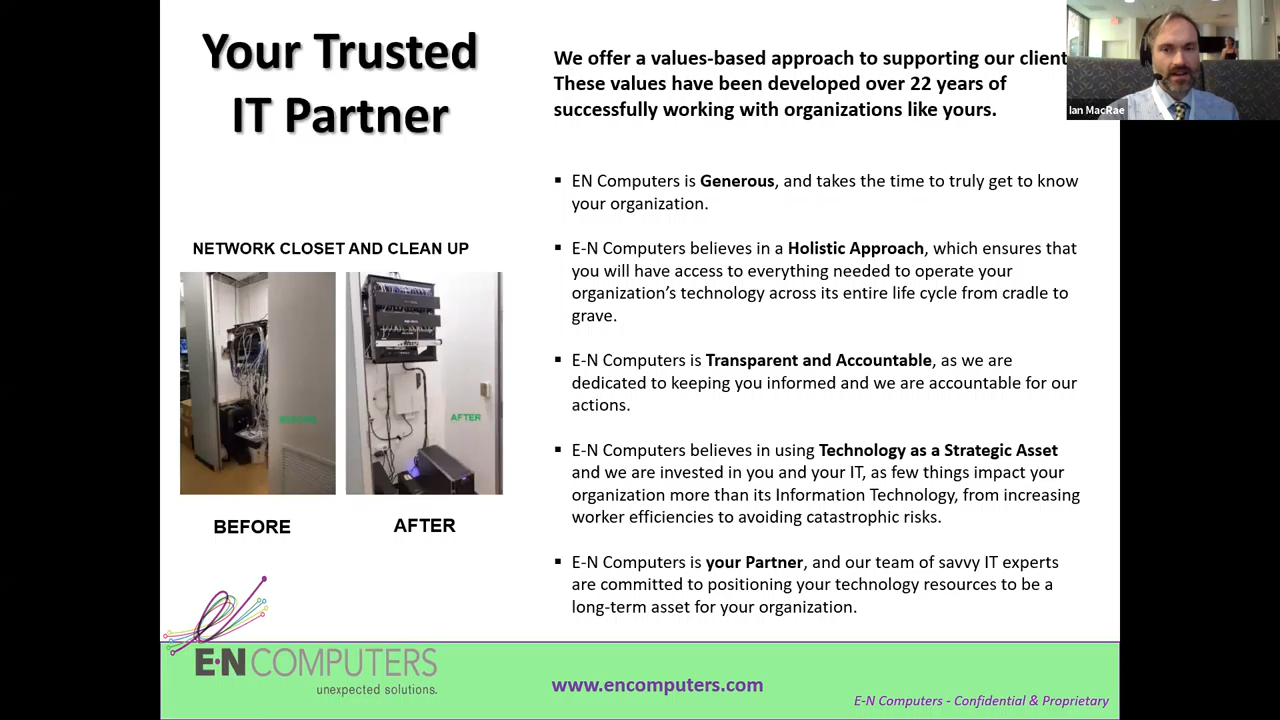 Your Trusted
IT Partner
We offer a values-based approach to supporting our client
These values have been developed over 22 years of
successfully working with organizations like yours.
Ian MacRae
▪ EN Computers is Generous, and takes the time to truly get to know
your organization.
NETWORK CLOSET AND CLEAN UP
▪ E-N Computers believes in a Holistic Approach, which ensures that
you will have access to everything needed to operate your
organization’s technology across its entire life cycle from cradle to
grave.
▪ E-N Computers is Transparent and Accountable, as we are
dedicated to keeping you informed and we are accountable for our
actions.
BEFORE
AFTER
▪ E-N Computers believes in using Technology as a Strategic Asset
and we are invested in you and your IT, as few things impact your
organization more than its Information Technology, from increasing
worker efficiencies to avoiding catastrophic risks.
BEFORE
AFTER
▪ E-N Computers is your Partner, and our team of savvy IT experts
are committed to positioning your technology resources to be a
long-term asset for your organization.
E·N COMPUTERS
unexpected solutions.
www.encomputers.com
E-N Computers - Confidential & Proprietary